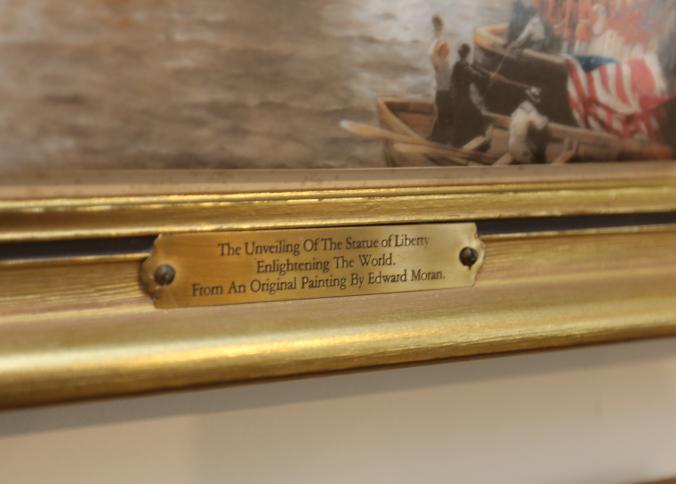 The Unveiling Of The Statue of Liberty
Enlightening The World.
From An Original Painting By Edward Moran.